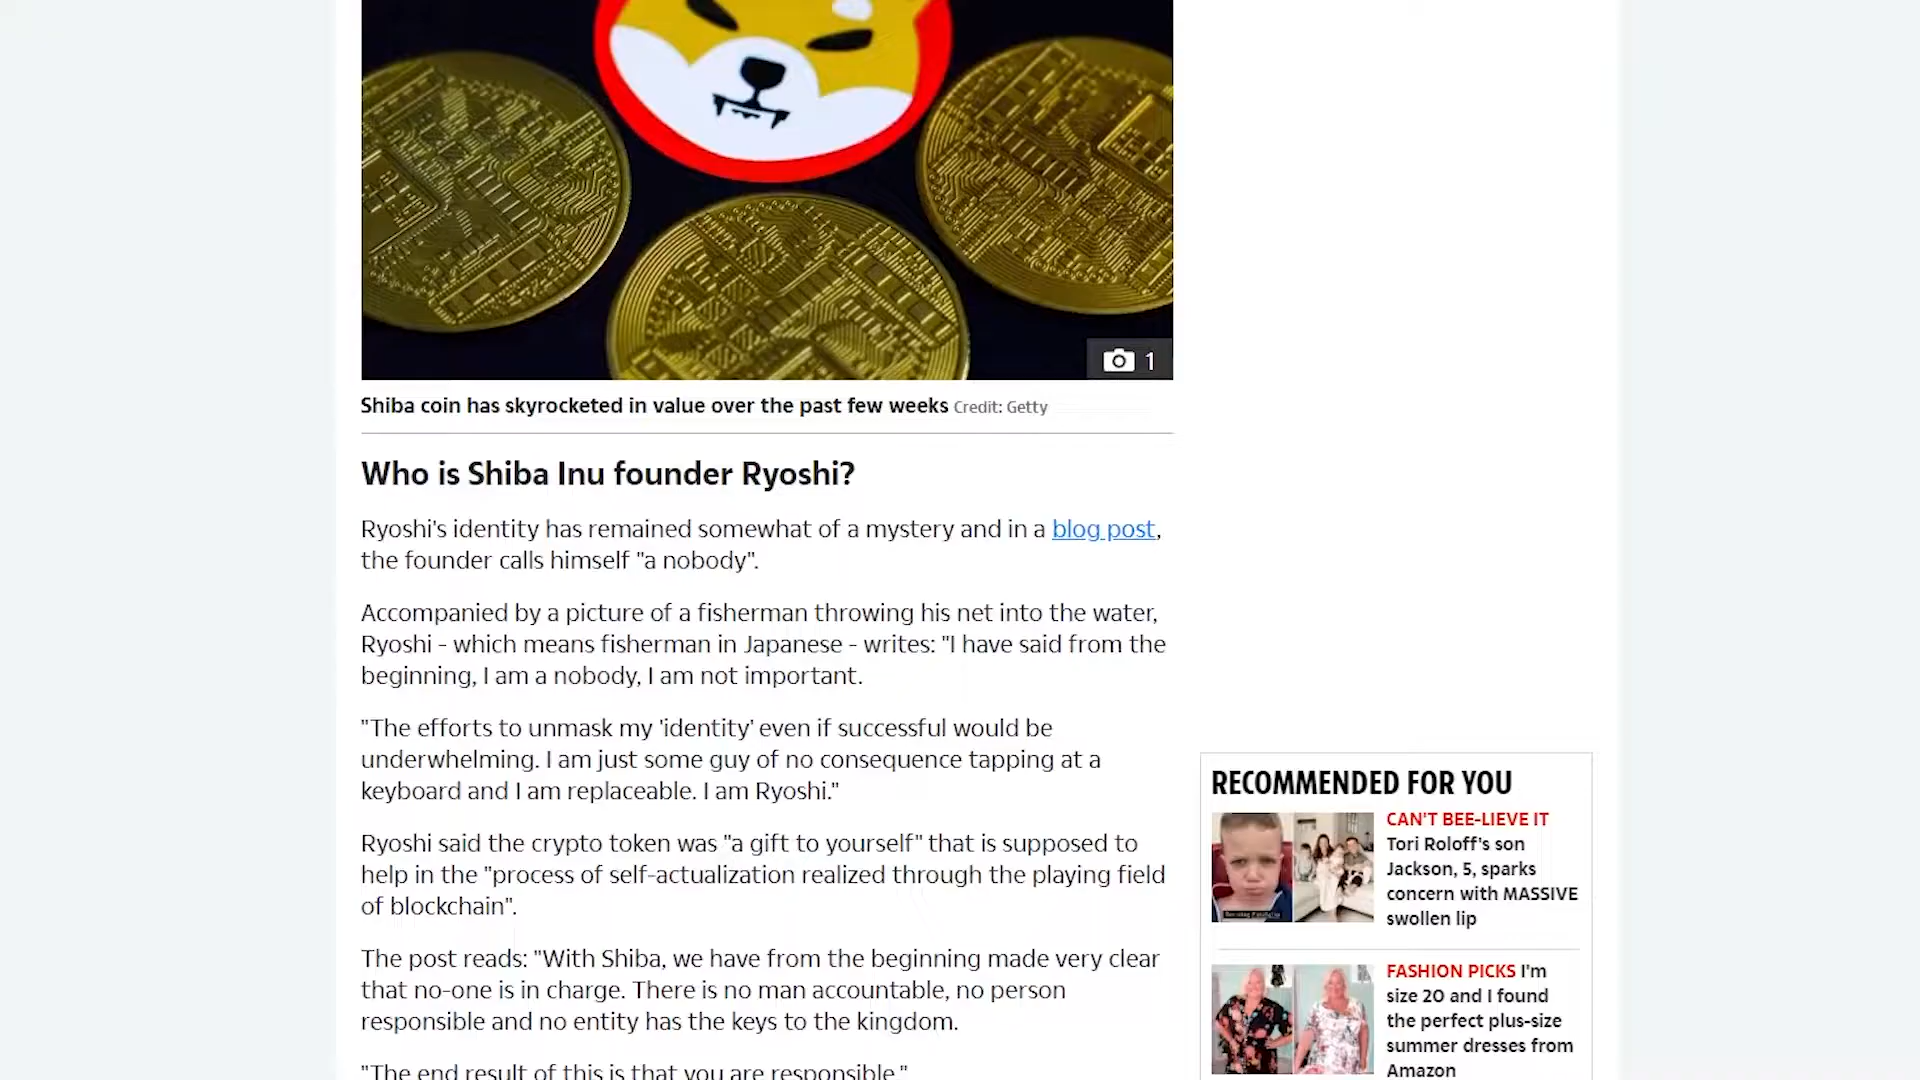 1
Shiba coin has skyrocketed in value over the past few weeks Credit: Getty
Who is Shiba Inu founder Ryoshi?
Ryoshi's identity has remained somewhat of a mystery and in a blog post,
the founder calls himself "a nobody".
Accompanied by a picture of a fisherman throwing his net into the water,
Ryoshi - which means fisherman in Japanese - writes: "I have said from the
beginning, I am a nobody, I am not important.
"The efforts to unmask my 'identity' even if successful would be
underwhelming. I am just some guy of no consequence tapping at a
keyboard and I am replaceable. I am Ryoshi."
Ryoshi said the crypto token was "a gift to yourself" that is supposed to
help in the "process of self-actualization realized through the playing field
of blockchain".
The post reads: "With Shiba, we have from the beginning made very clear
that no-one is in charge. There is no man accountable, no person
responsible and no entity has the keys to the kingdom.
"The end result of this is that you are responsible."
RECOMMENDED FOR YOU
CAN'T BEE-LIEVE IT
Tori Roloff's son
Jackson, 5, sparks
concern with MASSIVE
swollen lip
FASHION PICKS I'm
size 20 and I found
the perfect plus-size
summer dresses from
Amazon